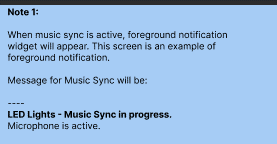 Note 1:
When music sync is active, foreground notification
widget will appear. This screen is an example of
foreground notification.
Message for Music Sync will be:
----
LED Lights - Music Sync in progress.
Microphone is active.